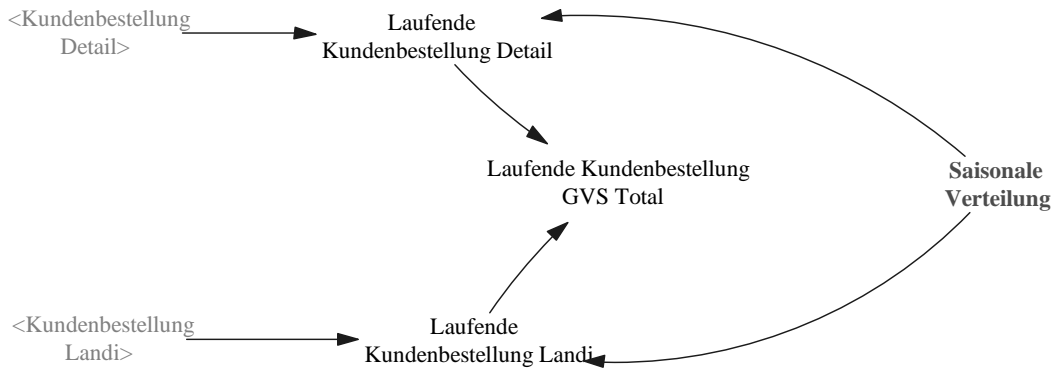 <Kundenbestellung
Detail>
Laufende
Kundenbestellung Detail
Laufende Kundenbestellung
GVS Total
Saisonale
Verteilung
<Kundenbestellung
Landi>
Laufende
Kundenbestellung Landi